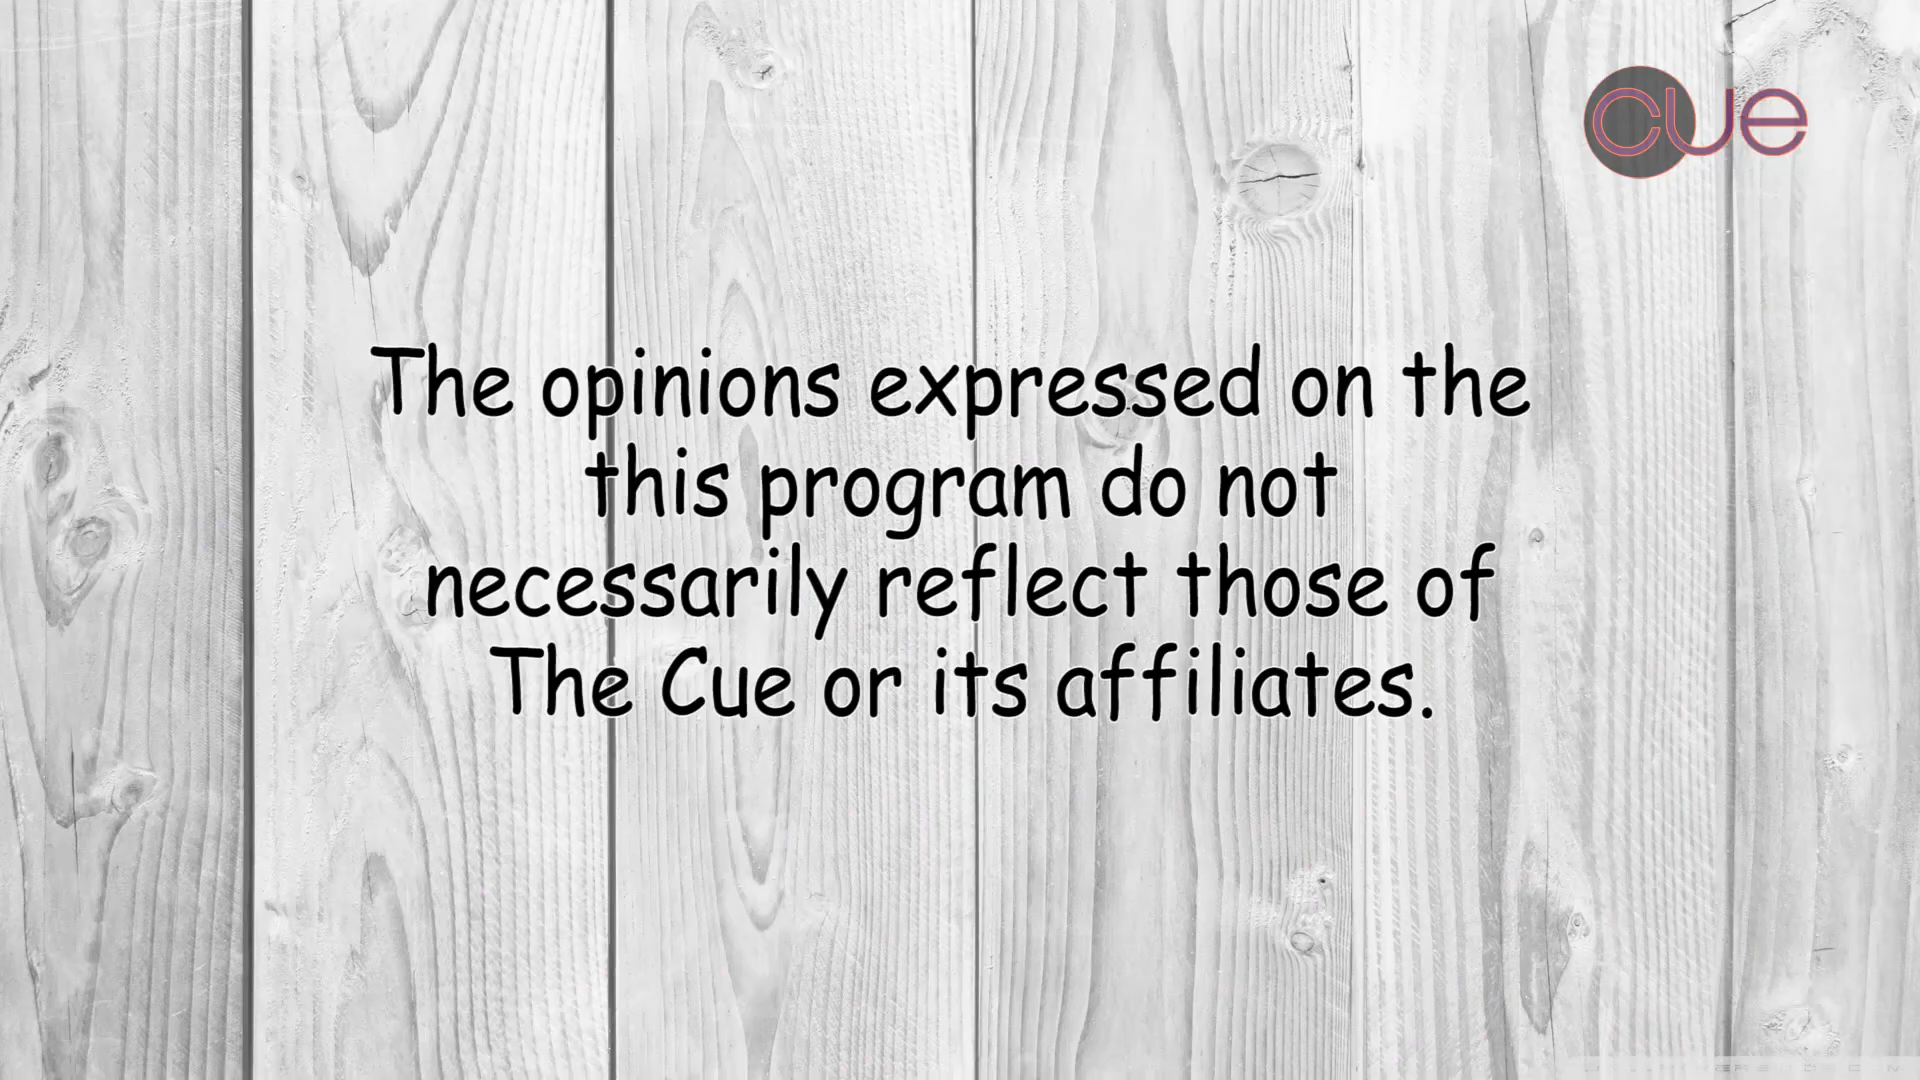 cue
The opinions expressed on the
this program do not
necessarily reflect those of
The Cue or its affiliates.